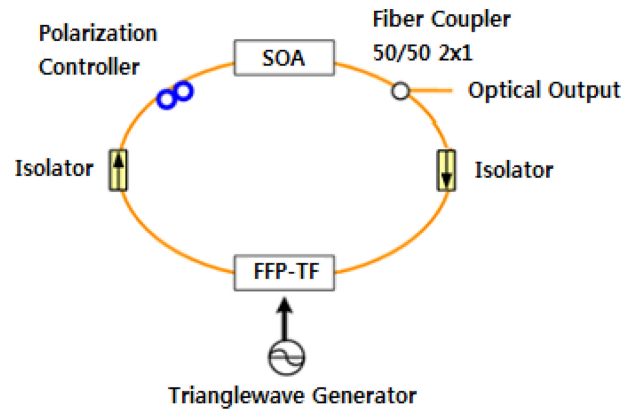 Polarization
Controller
SOA
Fiber Coupler
50/50 2x1
Optical Output
Isolator
Isolator
FFP-TF
Trianglewave Generator